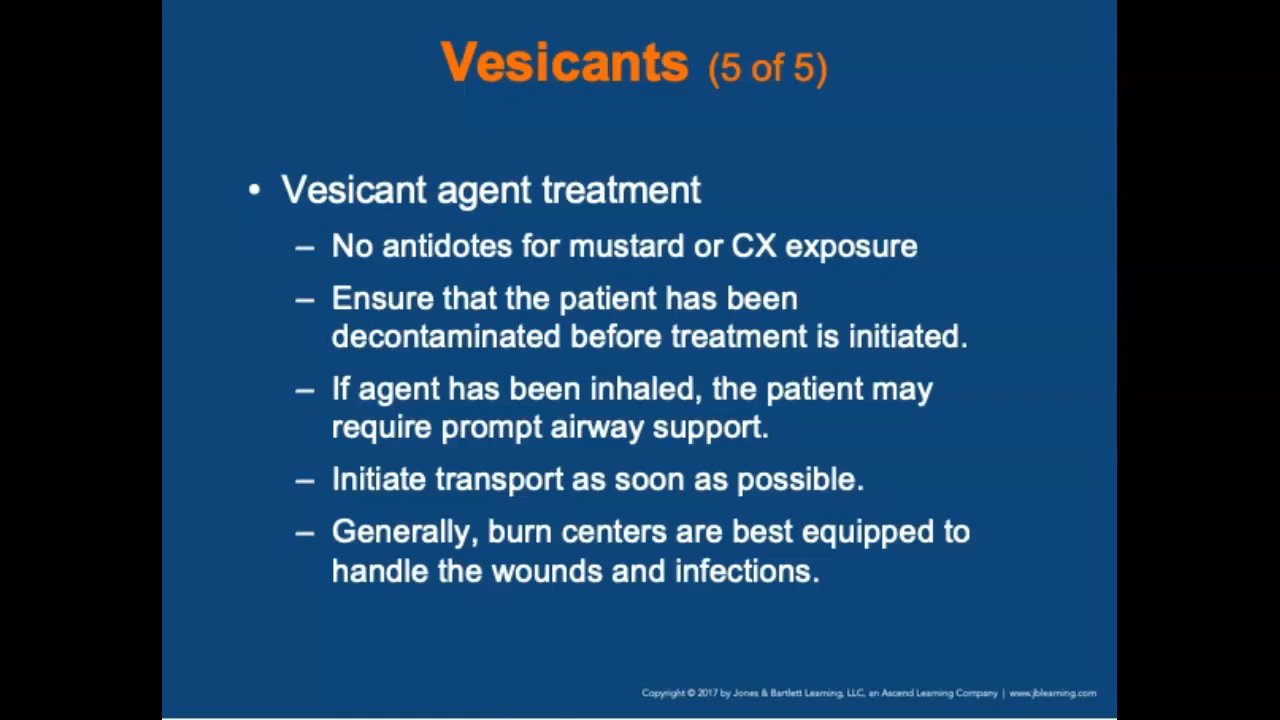 Vesicants (5 of 5)
• Vesicant agent treatment
– No antidotes for mustard or CX exposure
– Ensure that the patient has been
decontaminated before treatment is initiated.
– If agent has been inhaled, the patient may
require prompt airway support.
– Initiate transport as soon as possible.
– Generally, burn centers are best equipped to
handle the wounds and infections.
Copyright © 2017 by Jones & Bartlett Learning, LLC, an Ascend Learning Company | www.jblearning.com